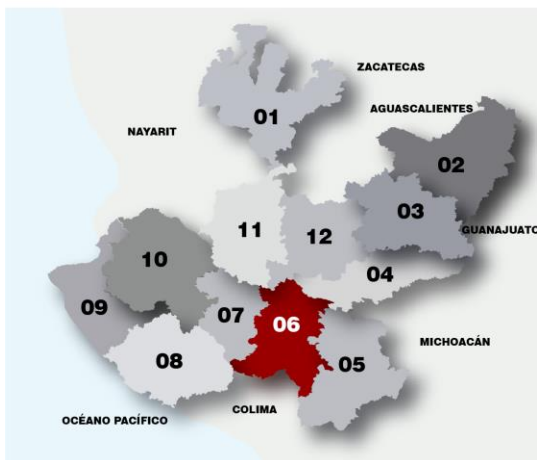 ZACATECAS
AGUASCALIENTES
01
NAYARIT
02
03
GUANAJUATO
11
12
10
04
09
07
06
MICHOACÁN
08
05
COLIMA
OCÉANO PACÍFICO